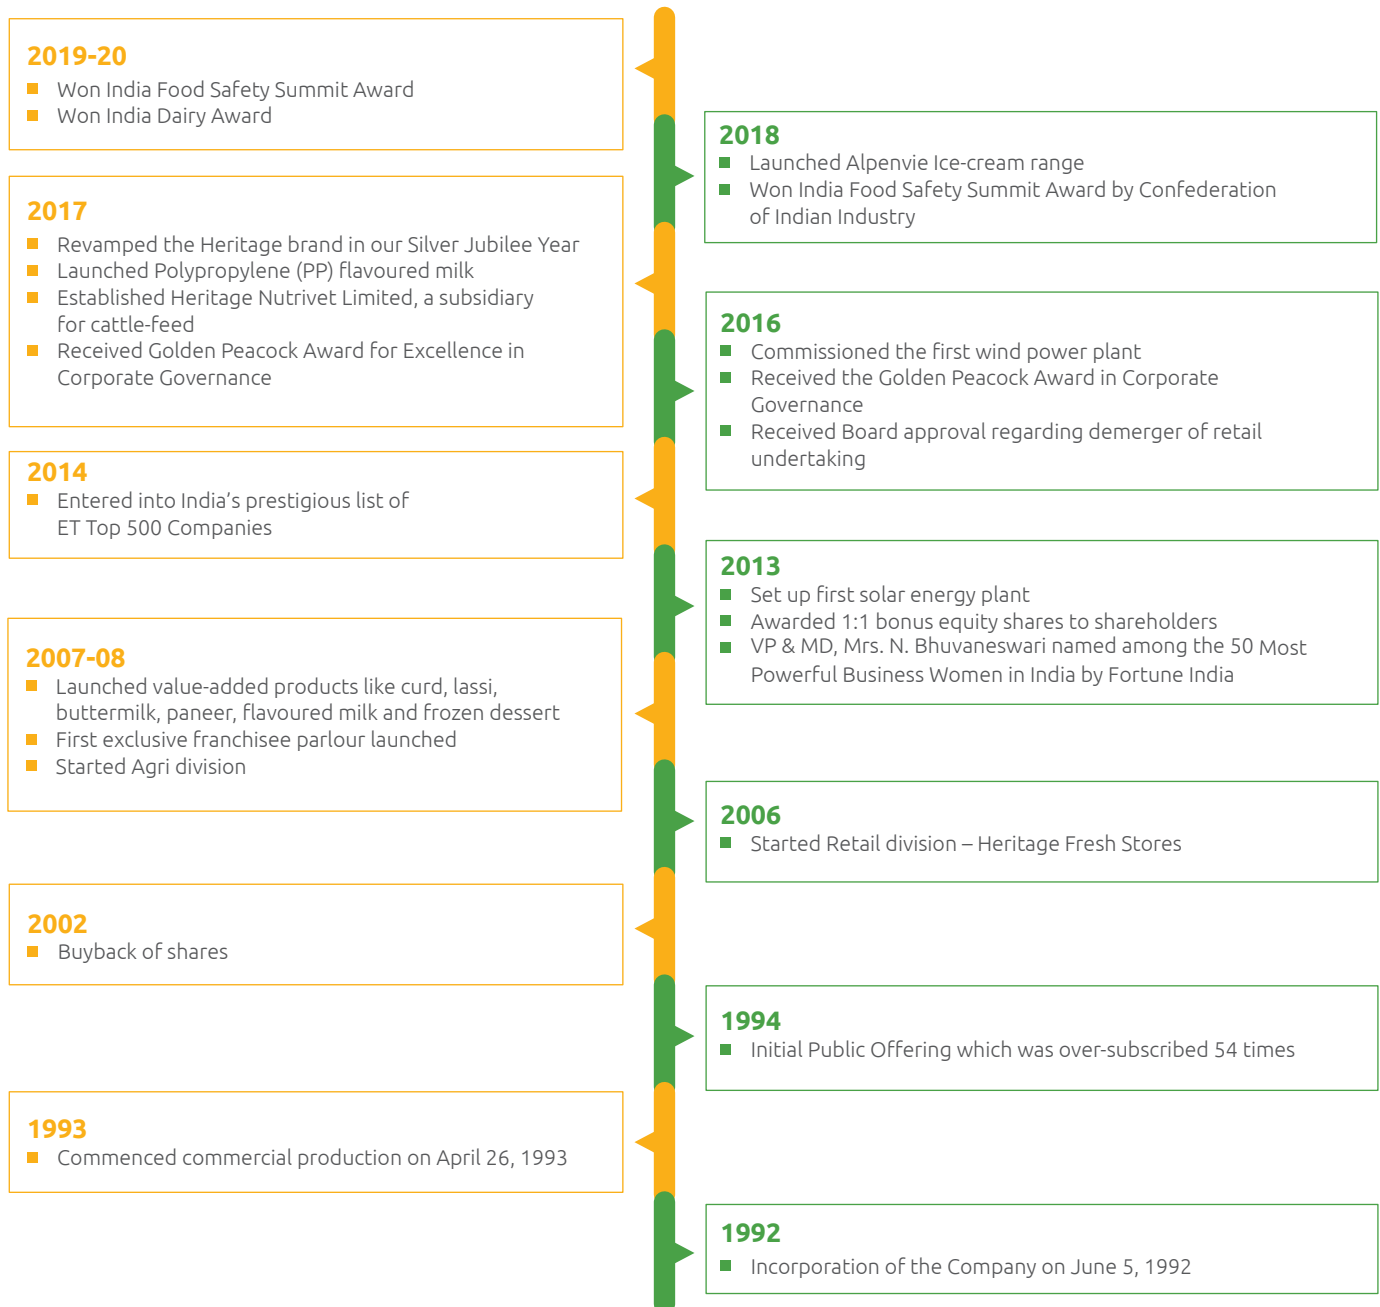 2019-20
Won India Food Safety Summit Award
Won India Dairy Award
2018
Launched Alpenvie Ice-cream range
Won India Food Safety Summit Award by Confederation
of Indian Industry
2017
Revamped the Heritage brand in our Silver Jubilee Year
Launched Polypropylene (PP) flavoured milk
Established Heritage Nutrivet Limited, a subsidiary
for cattle-feed
Received Golden Peacock Award for Excellence in
Corporate Governance
2016
Commissioned the first wind power plant
Received the Golden Peacock Award in Corporate
Governance
Received Board approval regarding demerger of retail
undertaking
2014
Entered into India’s prestigious list of
ET Top 500 Companies
2013
Set up first solar energy plant
Awarded 1:1 bonus equity shares to shareholders
VP & MD, Mrs. N. Bhuvaneswari named among the 50 Most
Powerful Business Women in India by Fortune India
2007-08
Launched value-added products like curd, lassi,
buttermilk, paneer, flavoured milk and frozen dessert
First exclusive franchisee parlour launched
Started Agri division
2006
Started Retail division – Heritage Fresh Stores
2002
Buyback of shares
1994
Initial Public Offering which was over-subscribed 54 times
1993
Commenced commercial production on April 26, 1993
1992
Incorporation of the Company on June 5, 1992